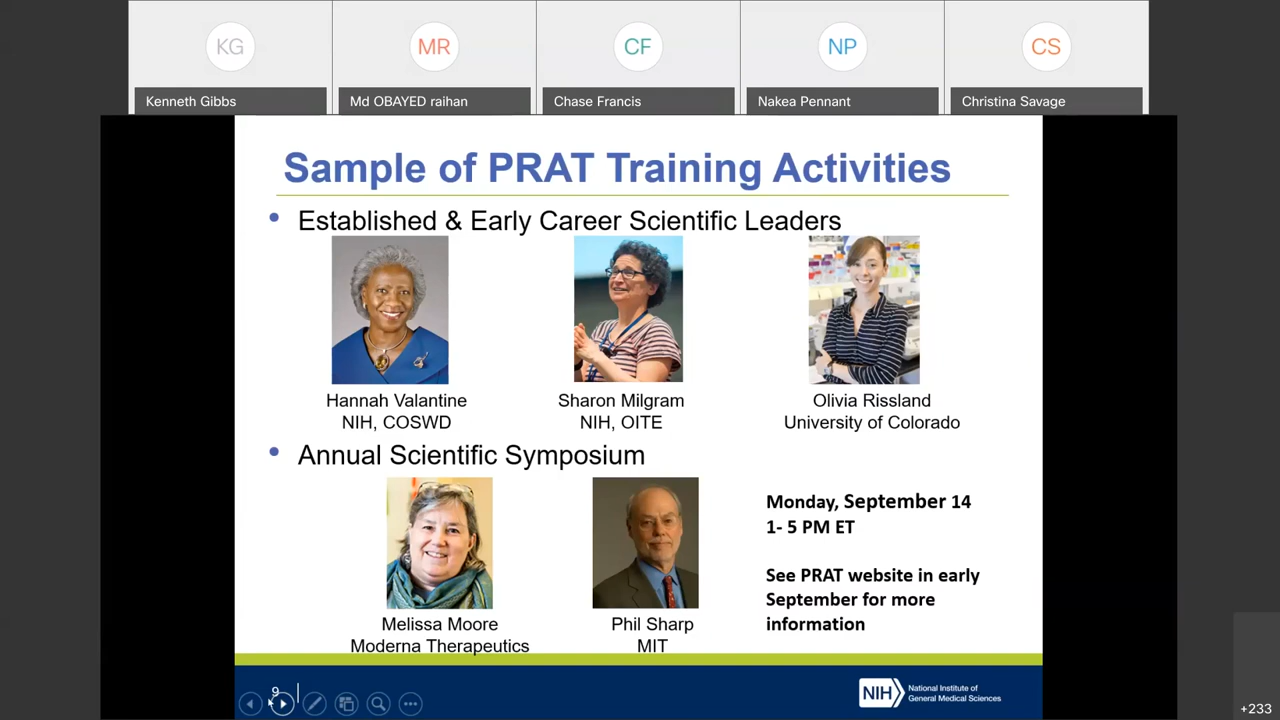 KG
MR
CF
NP
CS
Kenneth Gibbs
Md OBAYED raihan
Chase Francis
Nakea Pennant
Christina Savage
Sample of PRAT Training Activities
• Established & Early Career Scientific Leaders
Hannah Valantine
NIH, COSWD
Sharon Milgram
NIH, OITE
Olivia Rissland
University of Colorado
• Annual Scientific Symposium
Melissa Moore
Moderna Therapeutics
Phil Sharp
MIT
Monday, September 14
1- 5 PM ET
See PRAT website in early
September for more
information
9
NIH
National Institute of
General Medical Sciences
+233